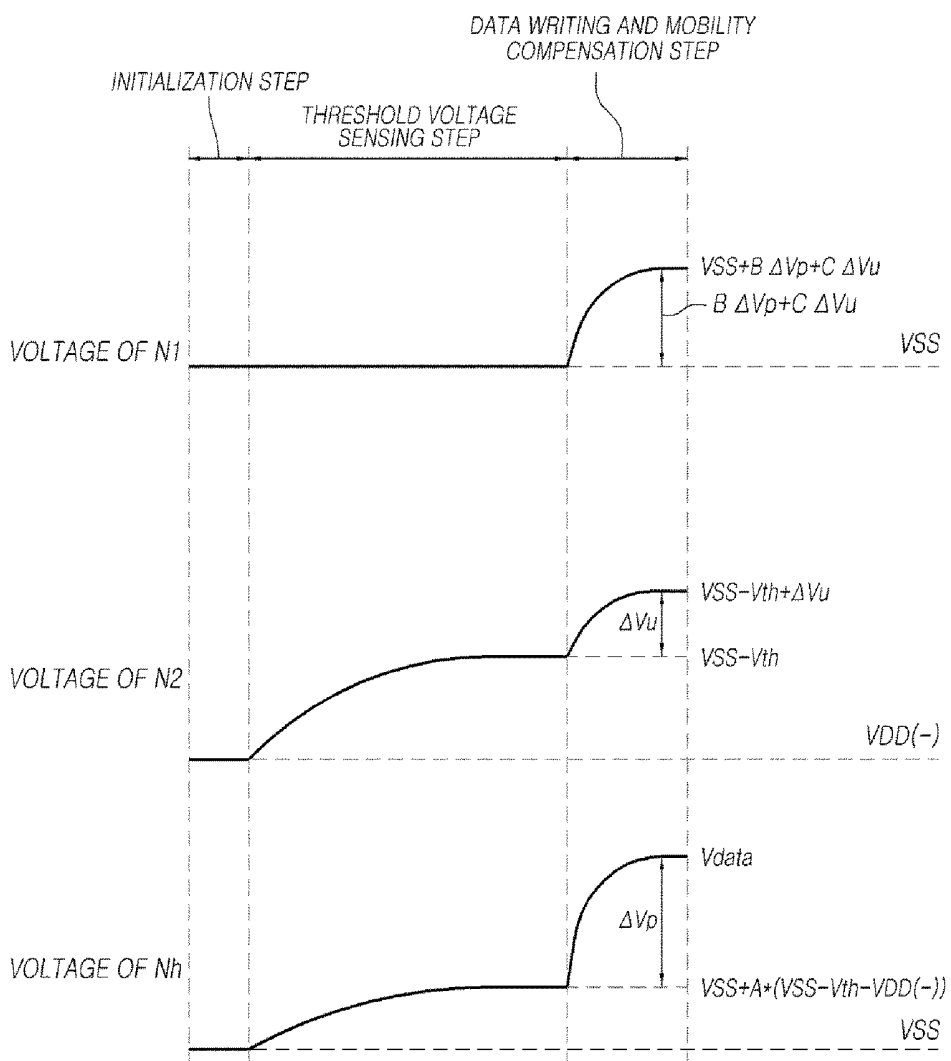 DATA WRITING AND MOBILITY
COMPENSATION STEP
INITIALIZATION STEP
THRESHOLD VOLTAGE
SENSING STEP
VSS+B ΔVp+C ΔVu
B ΔVp+C ΔVu
VOLTAGE OF N1
VSS
VSS-Vth+ΔVu
ΔVu
VSS-Vth
VOLTAGE OF N2
VDD(-)
Vdata
ΔVp
VOLTAGE OF Nh
VSS+A*(VSS-Vth-VDD(-))
VSS